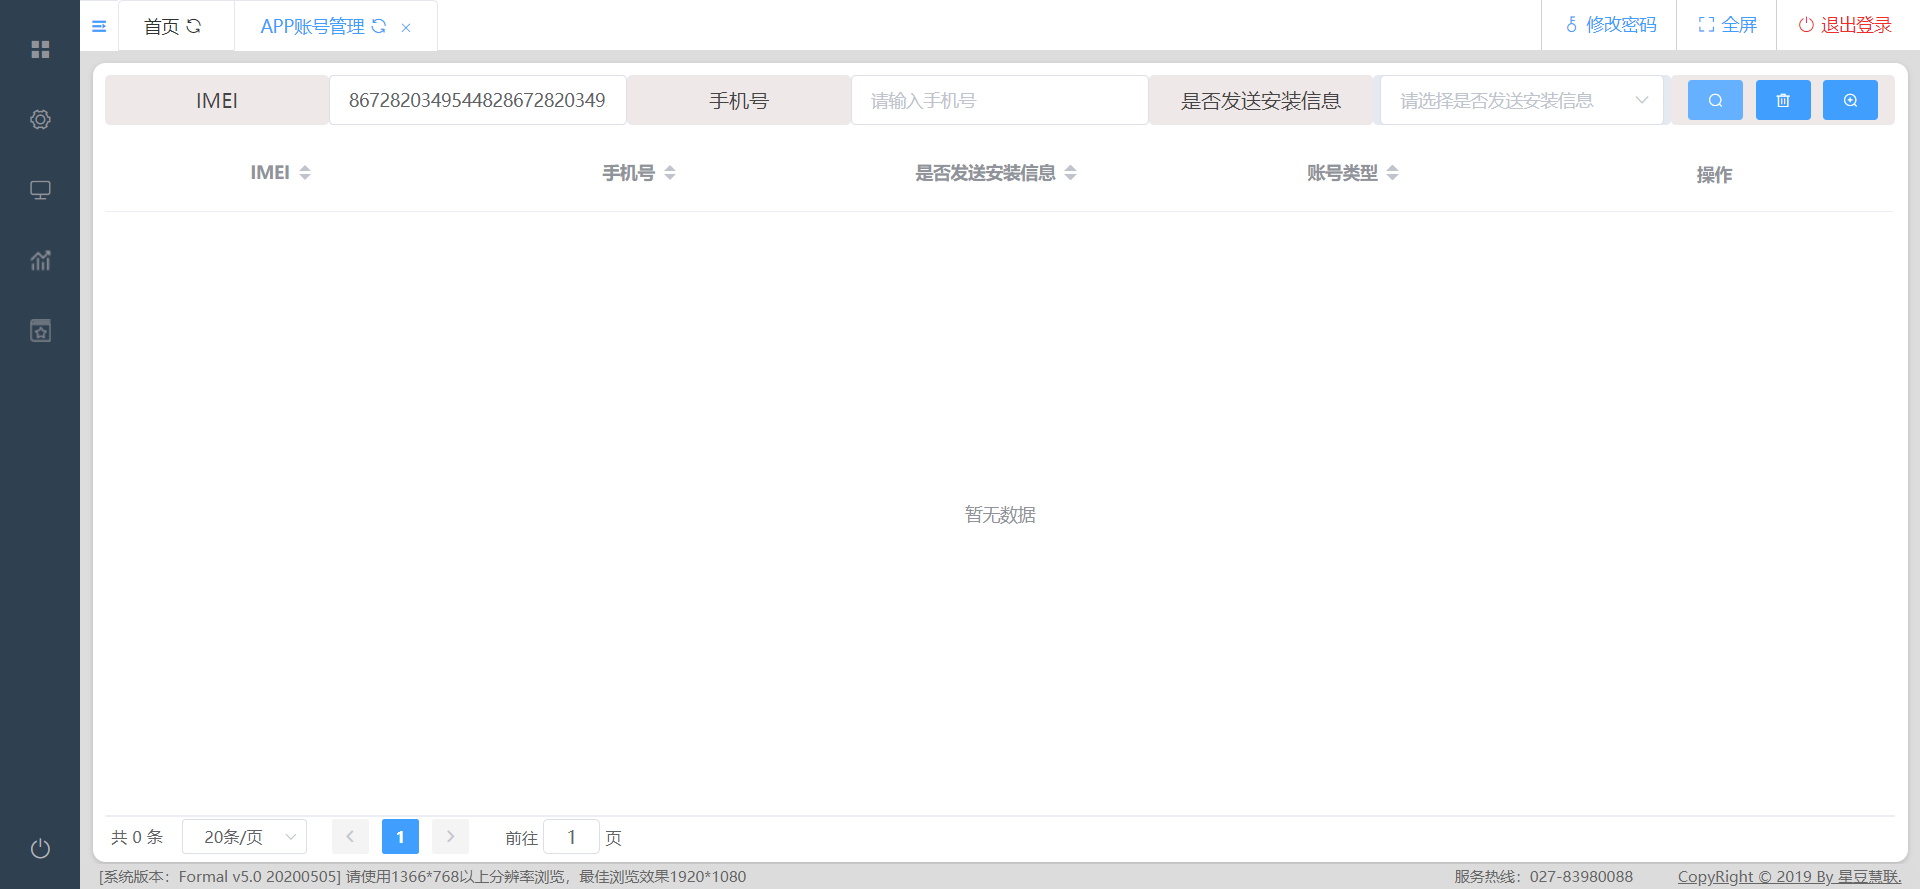 首页 APP账号管理 修改密码 全屏 退出登录
IMEI 8672820349544828672820349 手机号 请输入手机号 是否发送安装信息 请选择是否发送安装信息
IMEI 手机号 是否发送安装信息 账号类型 操作
暂无数据
共 0 条 20条/页 1 前往 1 页
[系统版本：Formal v5.0 20200505] 请使用1366*768以上分辨率浏览，最佳浏览效果1920*1080 服务热线：027-83980088 CopyRight © 2019 By 星豆慧联.